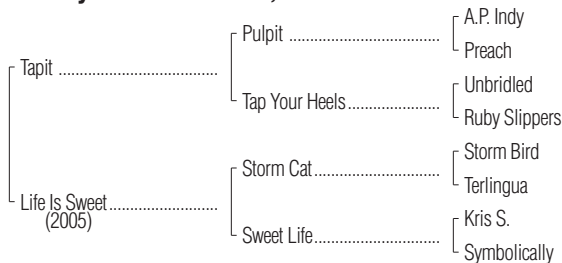 A.P. Indy
Pulpit ........................................
Preach
Tapit ..........................................
Unbridled
Tap Your Heels........................
Ruby Slippers
Storm Bird
Storm Cat.................................
Terlingua
Life Is Sweet.............................
(2005)
Kris S.
Sweet Life.................................
Symbolically